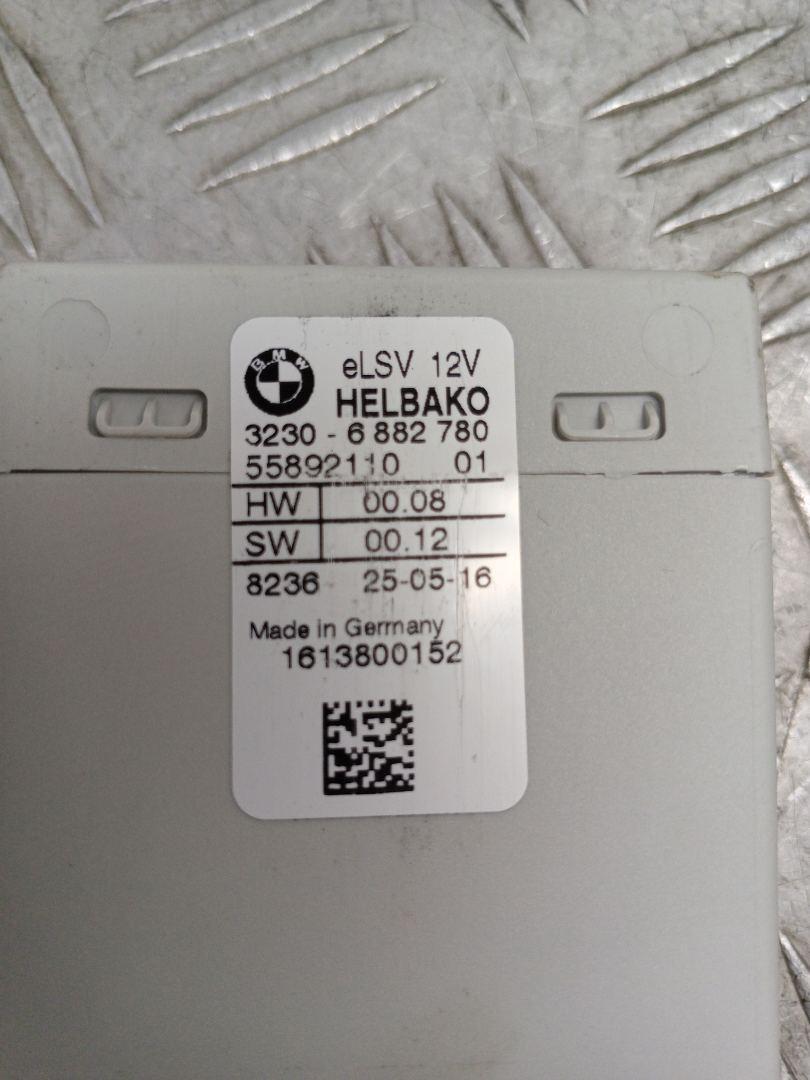 BMW
eLSV 12V
HELBAKO
3230 - 6 882 780
55892110 01
HW 00.08
SW 00.12
8236 25-05-16
Made in Germany
1613800152